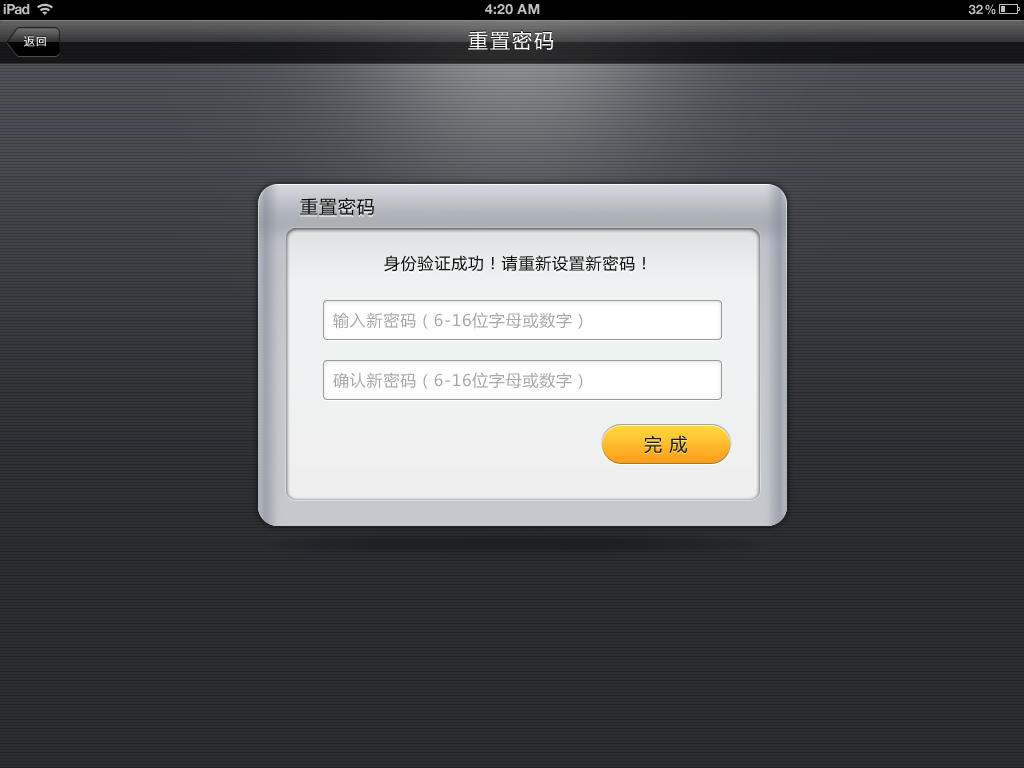 iPad 4:20 AM 32%
返回 重置密码
重置密码
身份验证成功！请重新设置新密码！
输入新密码（6-16位字母或数字）
确认新密码（6-16位字母或数字）
完成